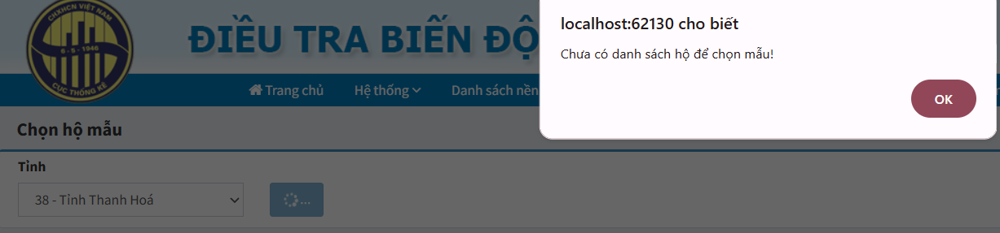 CHXHCN VIỆT NAM
6 - 5 - 1946
CỤC THỐNG KÊ
ĐIỀU TRA BIẾN ĐỘ
localhost:62130 cho biết
Chưa có danh sách hộ để chọn mẫu!
OK
Trang chủ Hệ thống Danh sách nền
Chọn hộ mẫu
Tỉnh
38 - Tỉnh Thanh Hoá
...